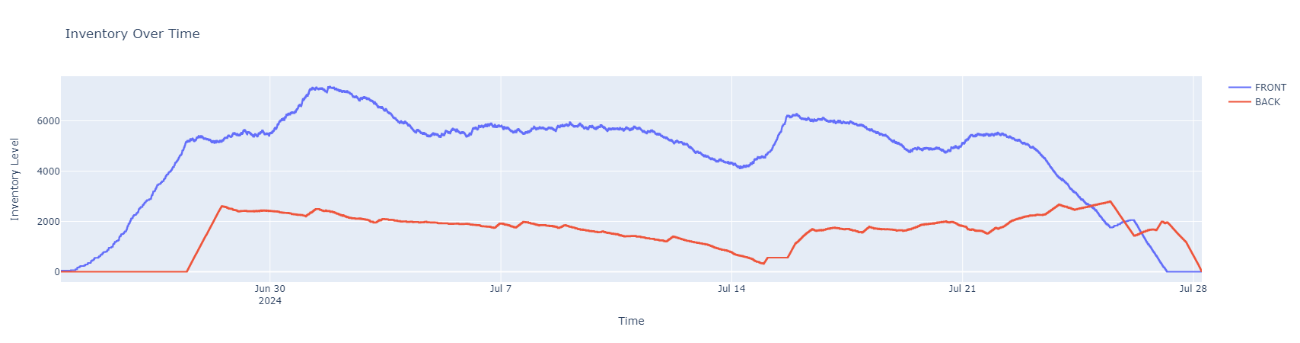 Inventory Over Time
FRONT
BACK
Inventory Level
6000
4000
2000
0
Jun 30
2024
Jul 7
Jul 14
Jul 21
Jul 28
Time